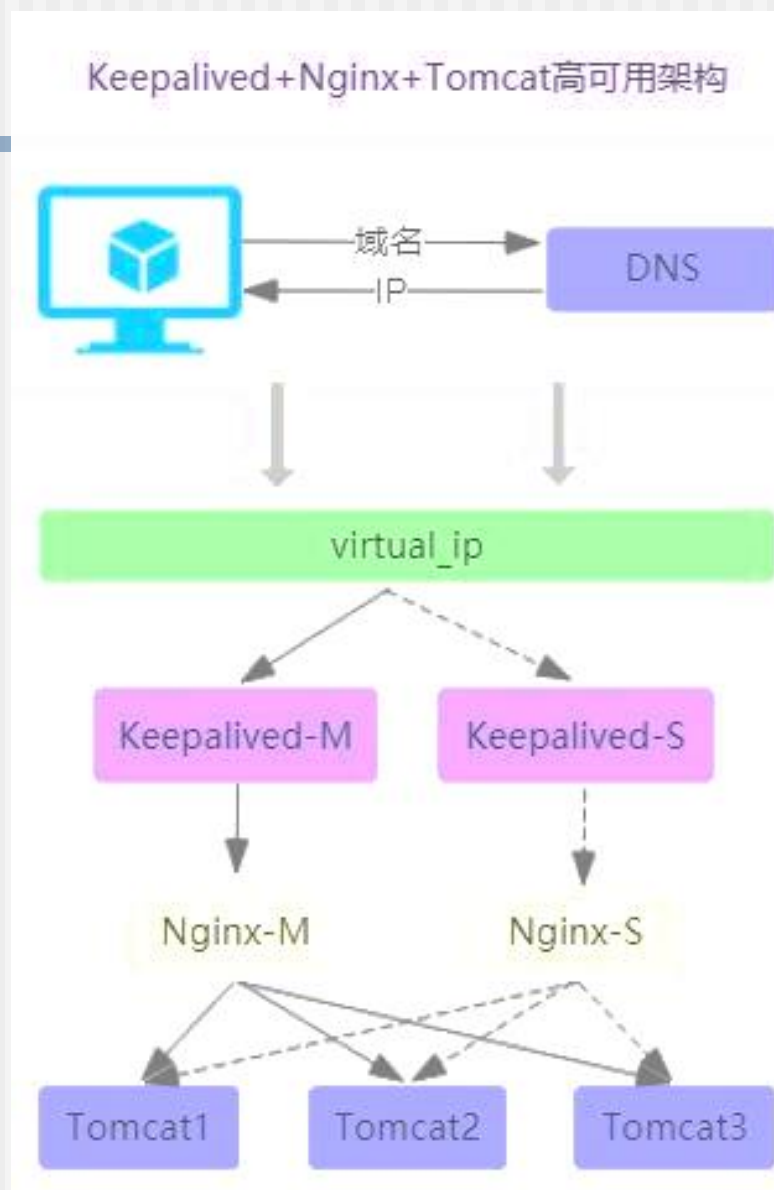 Keepalived+Nginx+Tomcat高可用架构
域名
DNS
IP
virtual_ip
Keepalived-M
Keepalived-S
Nginx-M
Nginx-S
Tomcat1
Tomcat2
Tomcat3